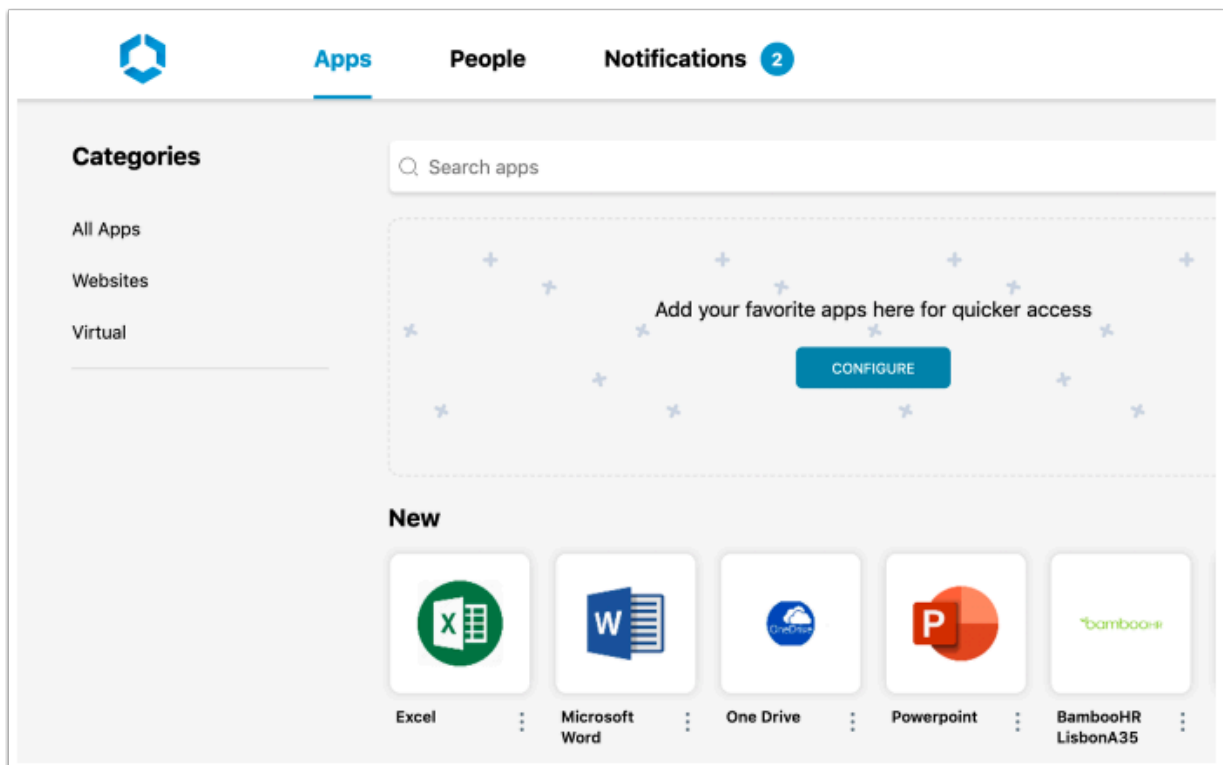 Apps
People
Notifications 2
Categories
Search apps
All Apps
Websites
Virtual
Add your favorite apps here for quicker access
CONFIGURE
New
X
W
OneDrive
P
bambooHR
Excel
Microsoft
Word
One Drive
Powerpoint
BambooHR
LisbonA35